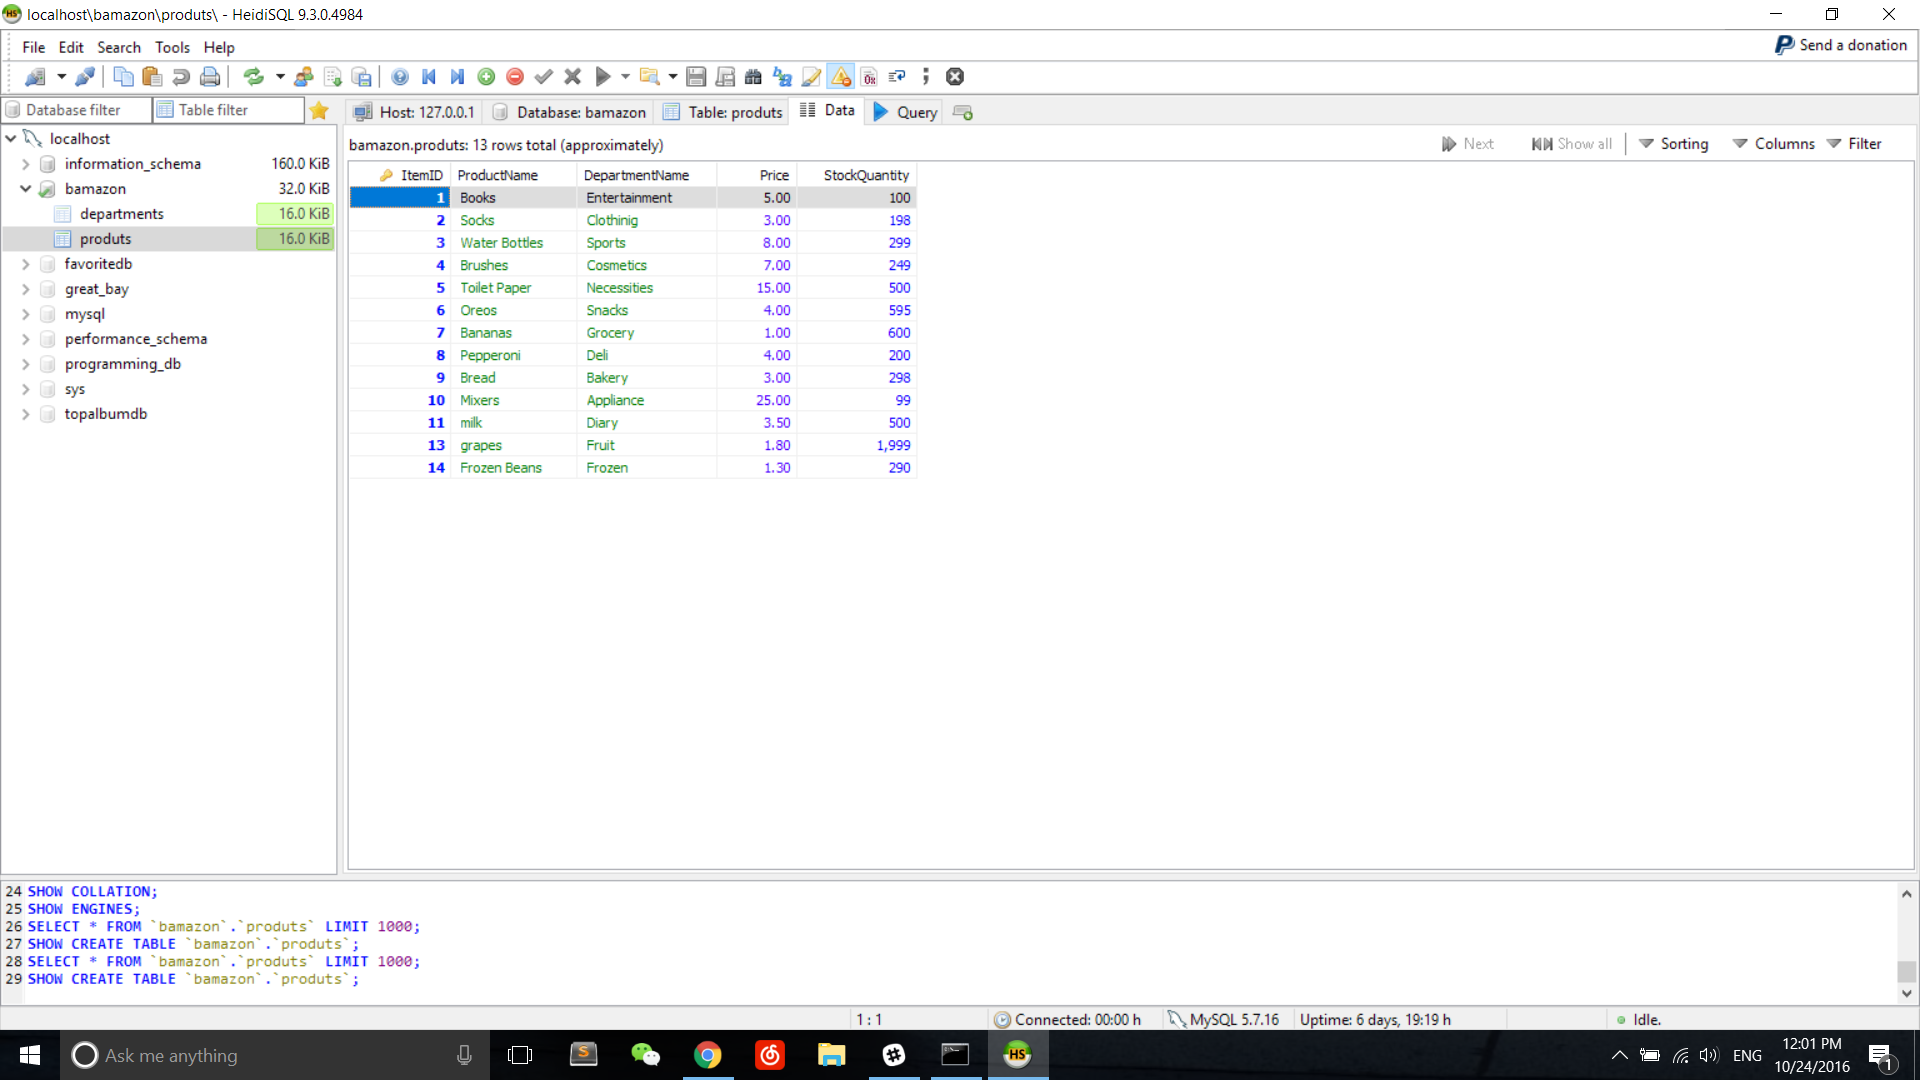 localhost\bamazon\produts\ - HeidiSQL 9.3.0.4984
File Edit Search Tools Help
Send a donation
Database filter Table filter
Host: 127.0.0.1 Database: bamazon Table: produts Data Query
localhost
information_schema 160.0 KiB
bamazon 32.0 KiB
departments 16.0 KiB
produts 16.0 KiB
favoritedb
great_bay
mysql
performance_schema
programming_db
sys
topalbumdb
bamazon.produts: 13 rows total (approximately)
Next Show all Sorting Columns Filter
ItemID ProductName DepartmentName Price StockQuantity
1 Books Entertainment 5.00 100
2 Socks Clothinig 3.00 198
3 Water Bottles Sports 8.00 299
4 Brushes Cosmetics 7.00 249
5 Toilet Paper Necessities 15.00 500
6 Oreos Snacks 4.00 595
7 Bananas Grocery 1.00 600
8 Pepperoni Deli 4.00 200
9 Bread Bakery 3.00 298
10 Mixers Appliance 25.00 99
11 milk Diary 3.50 500
13 grapes Fruit 1.80 1,999
14 Frozen Beans Frozen 1.30 290
24 SHOW COLLATION;
25 SHOW ENGINES;
26 SELECT * FROM `bamazon`.`produts` LIMIT 1000;
27 SHOW CREATE TABLE `bamazon`.`produts`;
28 SELECT * FROM `bamazon`.`produts` LIMIT 1000;
29 SHOW CREATE TABLE `bamazon`.`produts`;
1 : 1 Connected: 00:00 h MySQL 5.7.16 Uptime: 6 days, 19:19 h Idle.
Ask me anything
HS
ENG
12:01 PM
10/24/2016
1